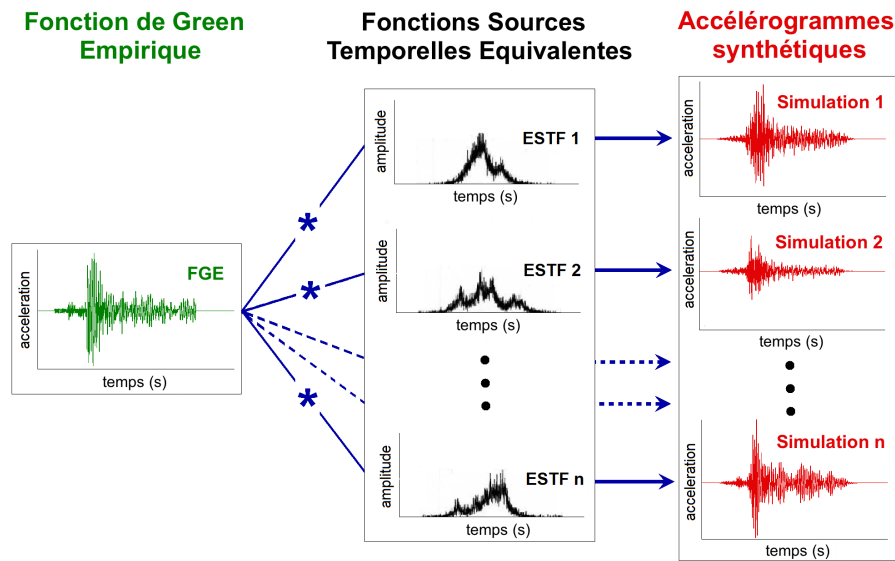 Fonction de Green
Empirique
Fonctions Sources
Temporelles Equivalentes
Accélérogrammes
synthétiques
FGE
acceleration
temps (s)
*
*
*
ESTF 1
amplitude
temps (s)
ESTF 2
amplitude
temps (s)
ESTF n
amplitude
temps (s)
Simulation 1
acceleration
temps (s)
Simulation 2
acceleration
temps (s)
Simulation n
acceleration
temps (s)